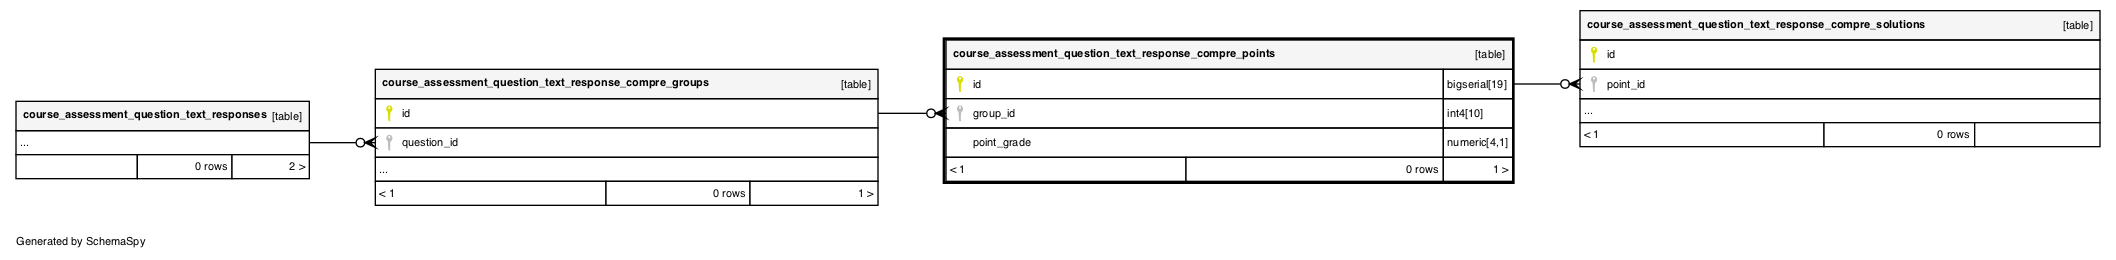 course_assessment_question_text_responses [table]
...
0 rows 2 >
course_assessment_question_text_response_compre_groups [table]
id
question_id
...
< 1 0 rows 1 >
course_assessment_question_text_response_compre_points [table]
id bigserial[19]
group_id int4[10]
point_grade numeric[4,1]
< 1 0 rows 1 >
course_assessment_question_text_response_compre_solutions [table]
id
point_id
...
< 1 0 rows
Generated by SchemaSpy